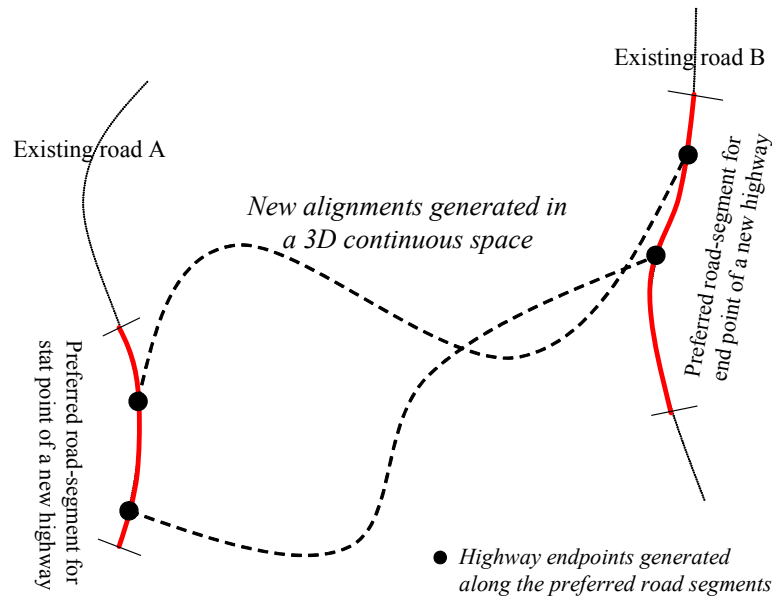 Existing road B
Existing road A
New alignments generated in
a 3D continuous space
Preferred road-segment for
end point of a new highway
Preferred road-segment for
stat point of a new highway
Highway endpoints generated
along the preferred road segments